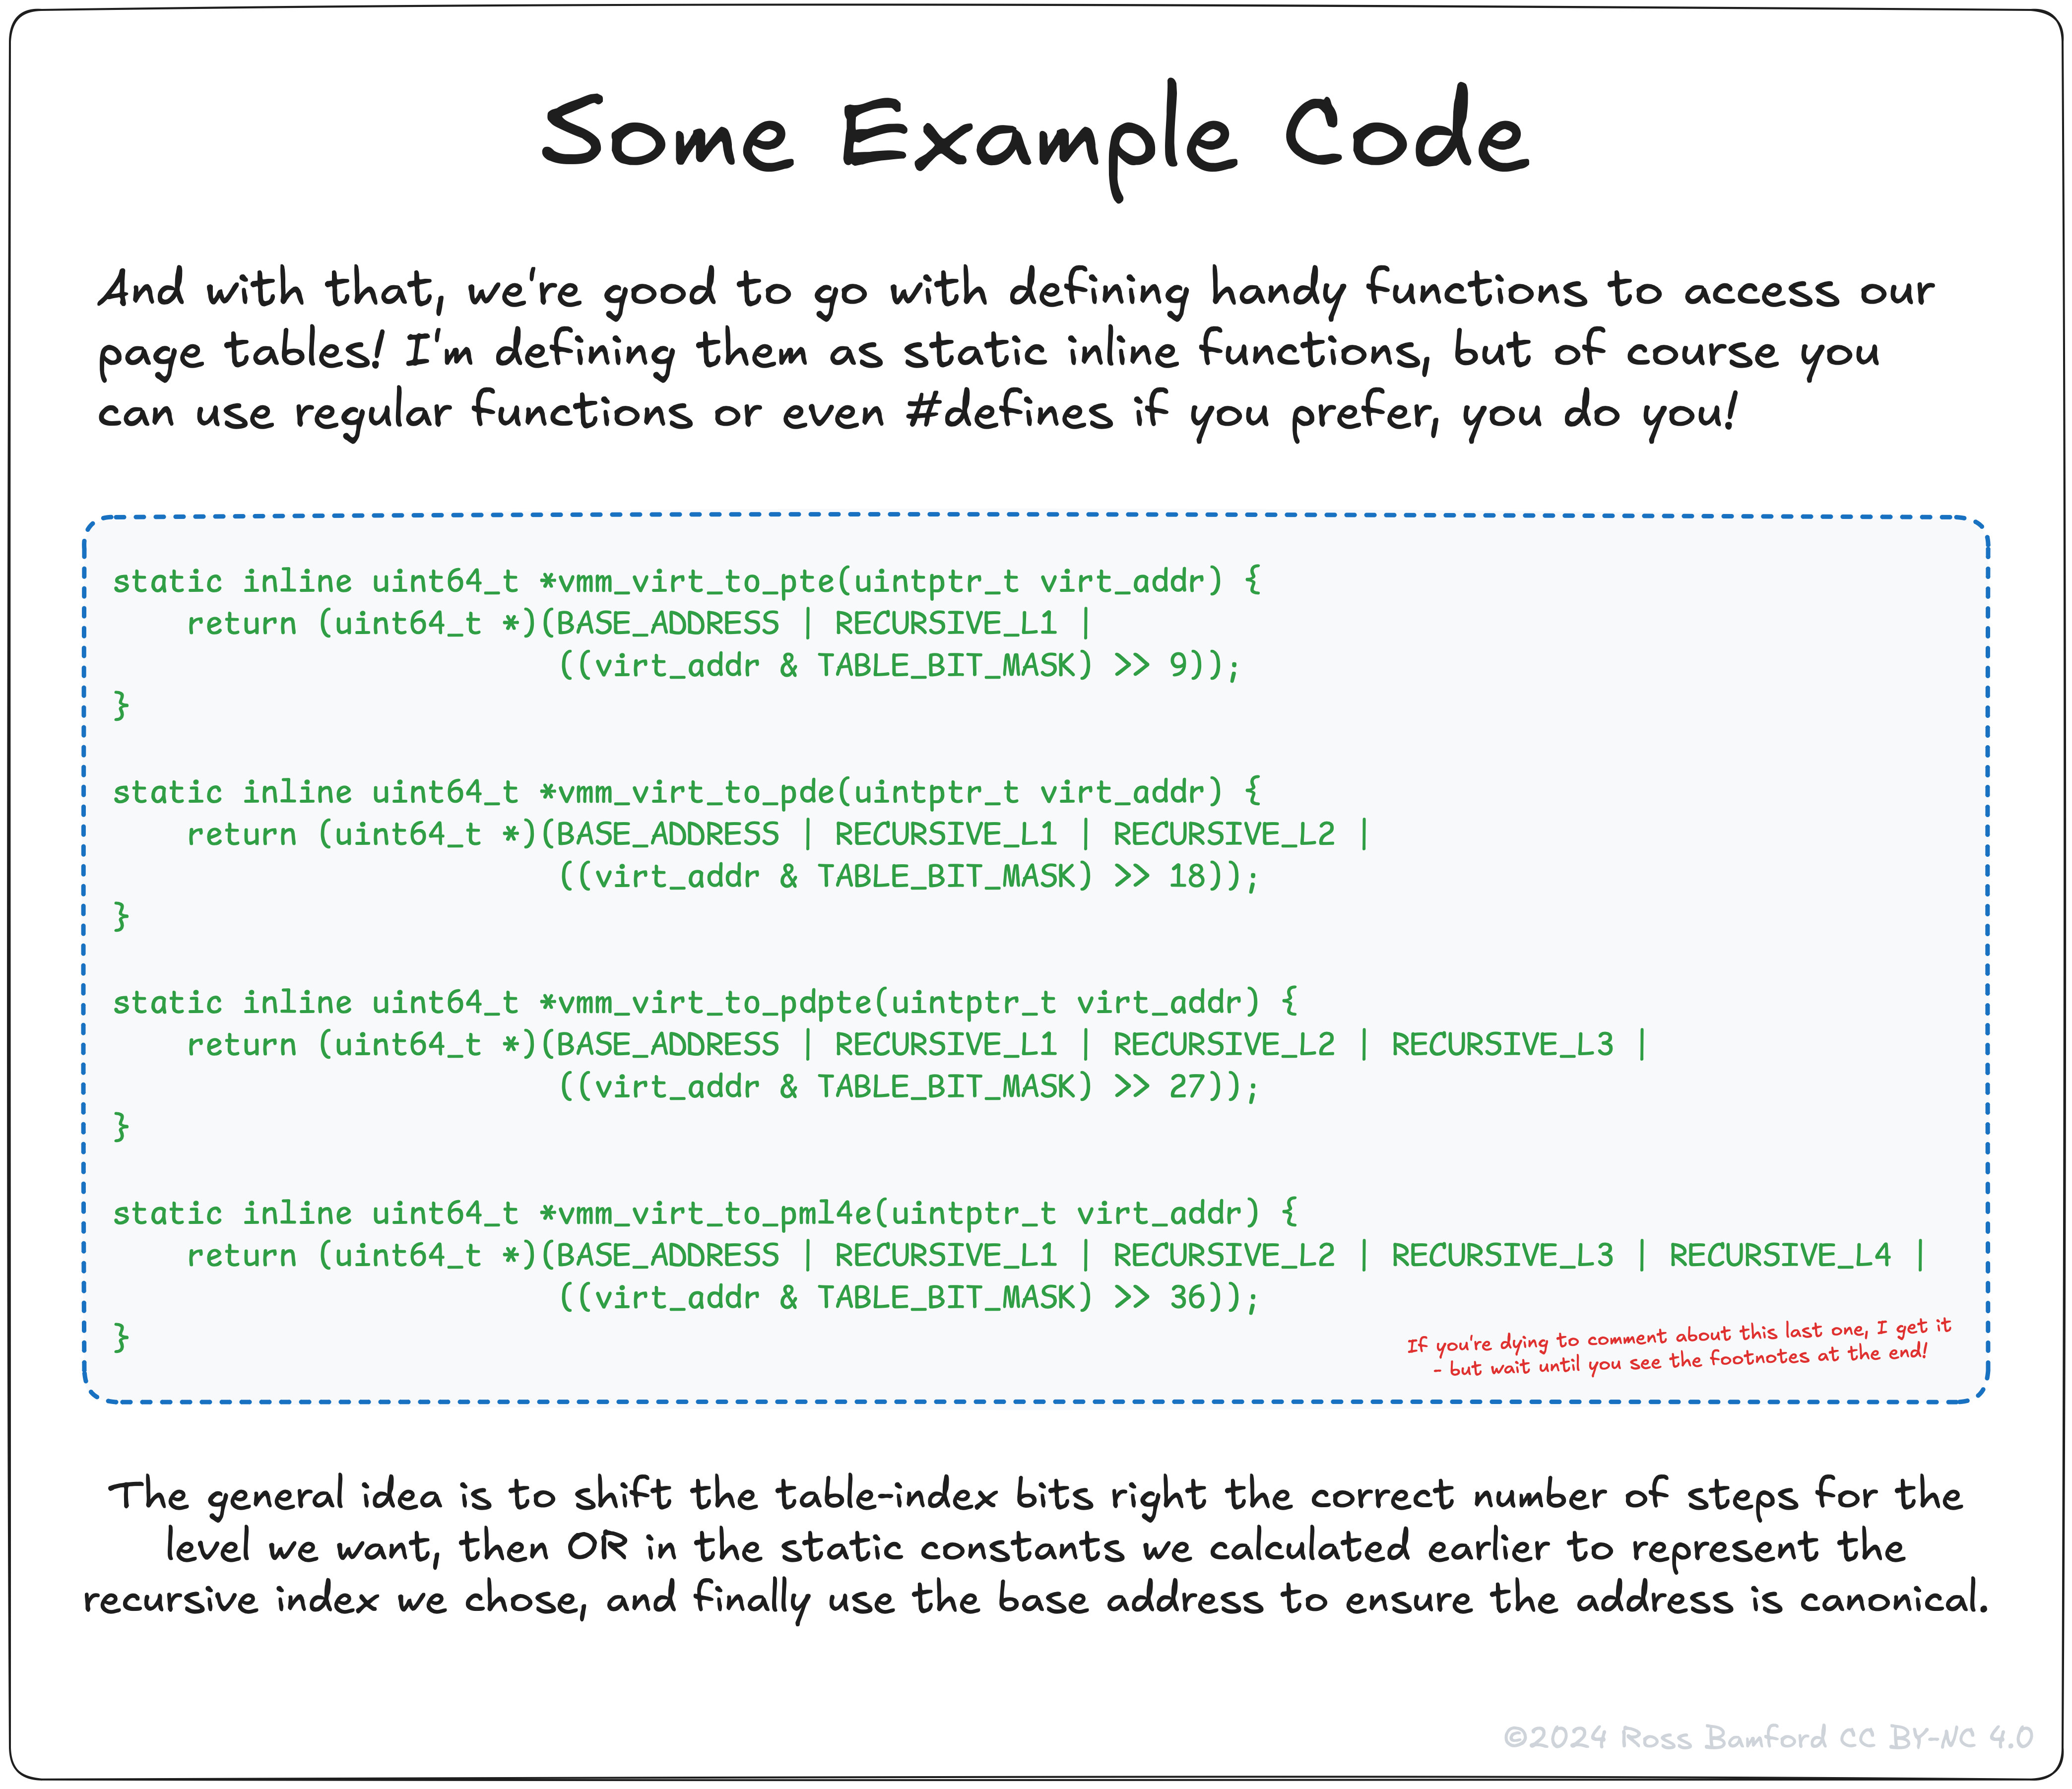 Some Example Code
And with that, we're good to go with defining handy functions to access our
page tables! I'm defining them as static inline functions, but of course you
can use regular functions or even #defines if you prefer, you do you!
static inline uint64_t *vmm_virt_to_pte(uintptr_t virt_addr) {
    return (uint64_t *)(BASE_ADDRESS | RECURSIVE_L1 |
                        ((virt_addr & TABLE_BIT_MASK) >> 9));
}
static inline uint64_t *vmm_virt_to_pde(uintptr_t virt_addr) {
    return (uint64_t *)(BASE_ADDRESS | RECURSIVE_L1 | RECURSIVE_L2 |
                        ((virt_addr & TABLE_BIT_MASK) >> 18));
}
static inline uint64_t *vmm_virt_to_pdpte(uintptr_t virt_addr) {
    return (uint64_t *)(BASE_ADDRESS | RECURSIVE_L1 | RECURSIVE_L2 | RECURSIVE_L3 |
                        ((virt_addr & TABLE_BIT_MASK) >> 27));
}
static inline uint64_t *vmm_virt_to_pml4e(uintptr_t virt_addr) {
    return (uint64_t *)(BASE_ADDRESS | RECURSIVE_L1 | RECURSIVE_L2 | RECURSIVE_L3 | RECURSIVE_L4 |
                        ((virt_addr & TABLE_BIT_MASK) >> 36));
}
If you're dying to comment about this last one, I get it
- but wait until you see the footnotes at the end!
The general idea is to shift the table-index bits right the correct number of steps for the
level we want, then OR in the static constants we calculated earlier to represent the
recursive index we chose, and finally use the base address to ensure the address is canonical.
©2024 Ross Bamford CC BY-NC 4.0